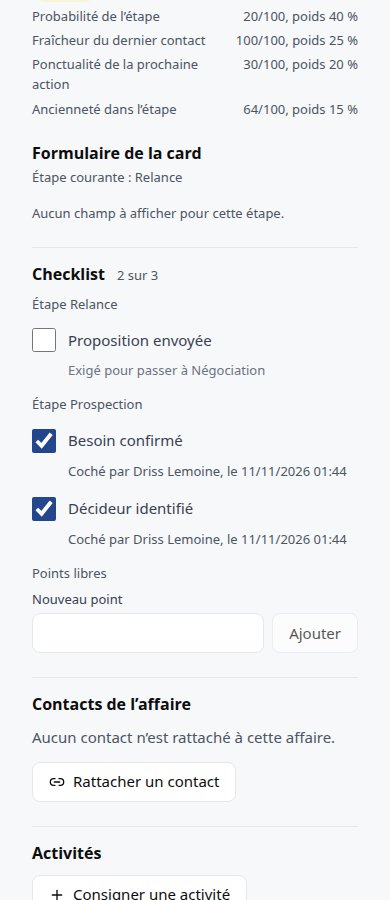 Probabilité de l’étape 20/100, poids 40 %
Fraîcheur du dernier contact 100/100, poids 25 %
Ponctualité de la prochaine action 30/100, poids 20 %
Ancienneté dans l’étape 64/100, poids 15 %
Formulaire de la card
Étape courante : Relance
Aucun champ à afficher pour cette étape.
Checklist 2 sur 3
Étape Relance
Proposition envoyée
Exigé pour passer à Négociation
Étape Prospection
Besoin confirmé
Coché par Driss Lemoine, le 11/11/2026 01:44
Décideur identifié
Coché par Driss Lemoine, le 11/11/2026 01:44
Points libres
Nouveau point
Ajouter
Contacts de l’affaire
Aucun contact n’est rattaché à cette affaire.
Rattacher un contact
Activités
Consigner une activité